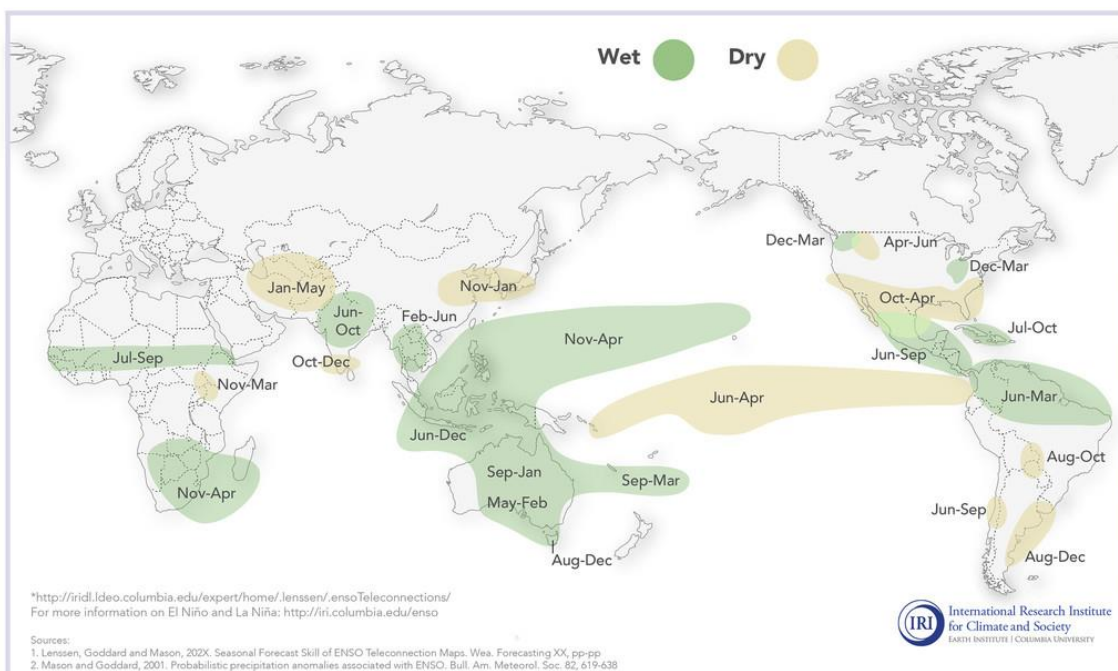 Wet
Dry
Dec-Mar
Apr-Jun
Dec-Mar
Jan-May
Nov-Jan
Oct-Apr
Jun-
Oct
Feb-Jun
Jul-Oct
Nov-Apr
Jul-Sep
Oct-Dec
Jun-Sep
Nov-Mar
Jun-Apr
Jun-Mar
Jun-Dec
Aug-Oct
Sep-Jan
Sep-Mar
Nov-Apr
May-Feb
Jun-Sep
Aug-Dec
Aug-Dec
*http://iridl.ldeo.columbia.edu/expert/home/.lenssen/.ensoTeleconnections/
For more information on El Niño and La Niña: http://iri.columbia.edu/enso
Sources:
1. Lenssen, Goddard and Mason, 202X. Seasonal Forecast Skill of ENSO Teleconnection Maps. Wea. Forecasting XX, pp-pp
2. Mason and Goddard, 2001. Probabilistic precipitation anomalies associated with ENSO. Bull. Am. Meteorol. Soc. 82, 619-638
IRI
International Research Institute
for Climate and Society
EARTH INSTITUTE | COLUMBIA UNIVERSITY